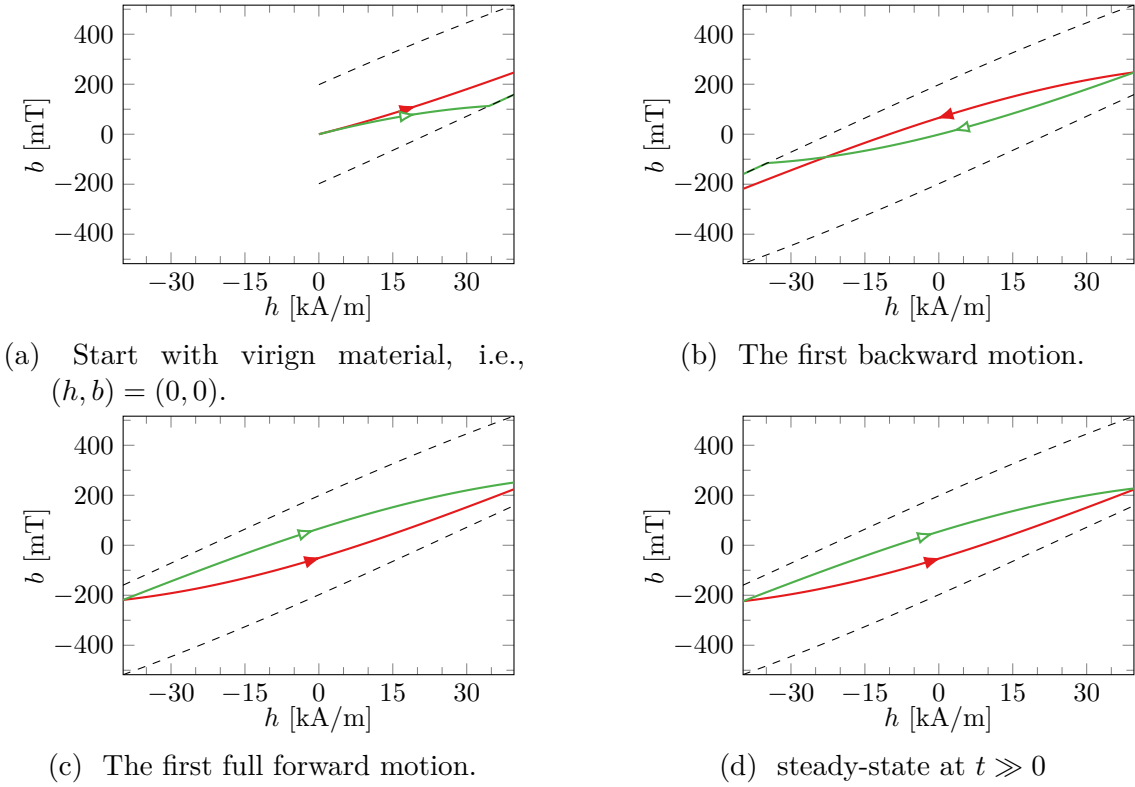 400
200
0
−200
−400
b [mT]
−30 −15 0 15 30
h [kA/m]
(a) Start with virign material, i.e.,
(h, b) = (0, 0).
400
200
0
−200
−400
b [mT]
−30 −15 0 15 30
h [kA/m]
(b) The first backward motion.
400
200
0
−200
−400
b [mT]
−30 −15 0 15 30
h [kA/m]
(c) The first full forward motion.
400
200
0
−200
−400
b [mT]
−30 −15 0 15 30
h [kA/m]
(d) steady-state at t ≫ 0